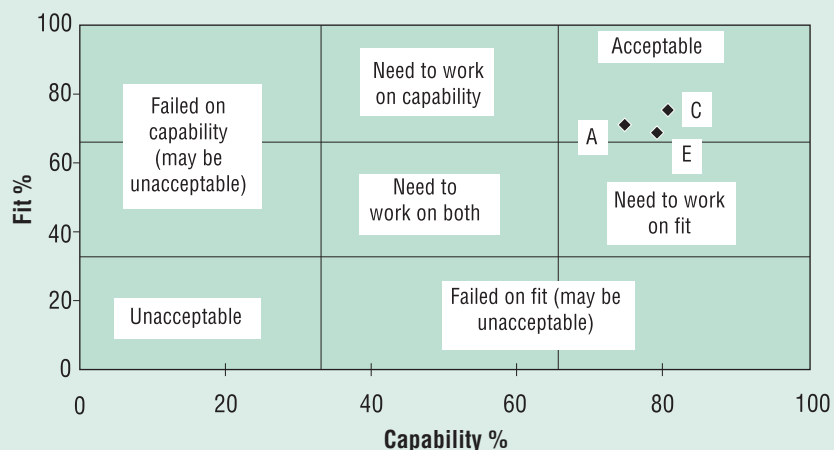 100
80
60
40
20
0
Fit %
Failed on
capability
(may be
unacceptable)
Need to work
on capability
Acceptable
A
C
E
Need to
work on both
Need to work
on fit
Unacceptable
Failed on fit (may be
unacceptable)
0
20
40
60
80
100
Capability %